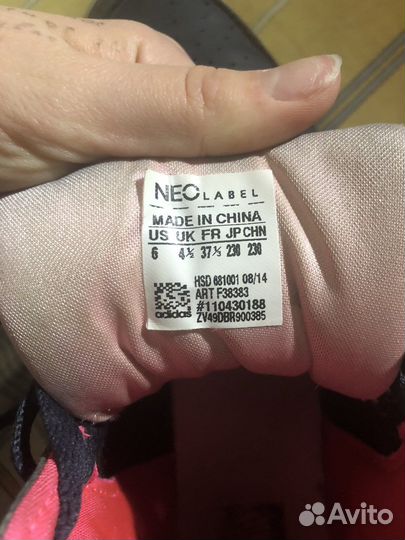 NEO LABEL
MADE IN CHINA
US UK FR JP CHN
6 4½ 37⅓ 230 230
HSD 681001 08/14
ART F38383
#110430188
adidas ZV49DBR900385
Avito